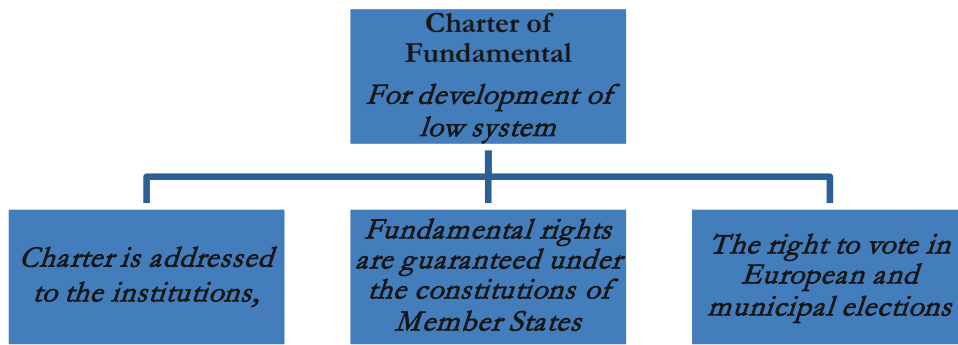 Charter of
Fundamental
For development of
low system
Charter is addressed
to the institutions,
Fundamental rights
are guaranteed under
the constitutions of
Member States
The right to vote in
European and
municipal elections